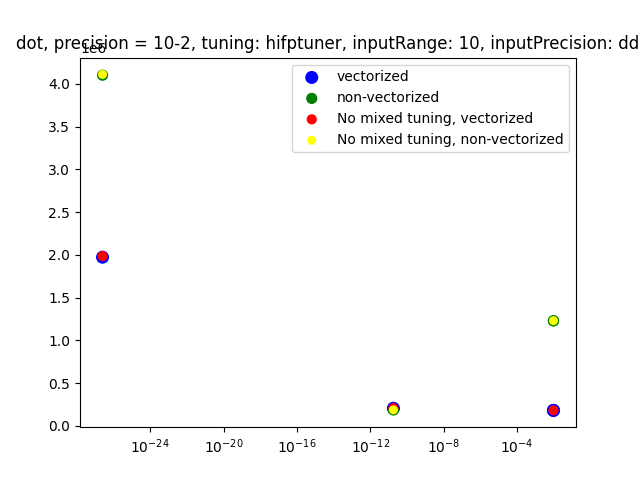 dot, precision = 10-2, tuning: hifptuner, inputRange: 10, inputPrecision: dd
1e6
vectorized
non-vectorized
No mixed tuning, vectorized
No mixed tuning, non-vectorized
4.0
3.5
3.0
2.5
2.0
1.5
1.0
0.5
0.0
10⁻²⁴ 10⁻²⁰ 10⁻¹⁶ 10⁻¹² 10⁻⁸ 10⁻⁴